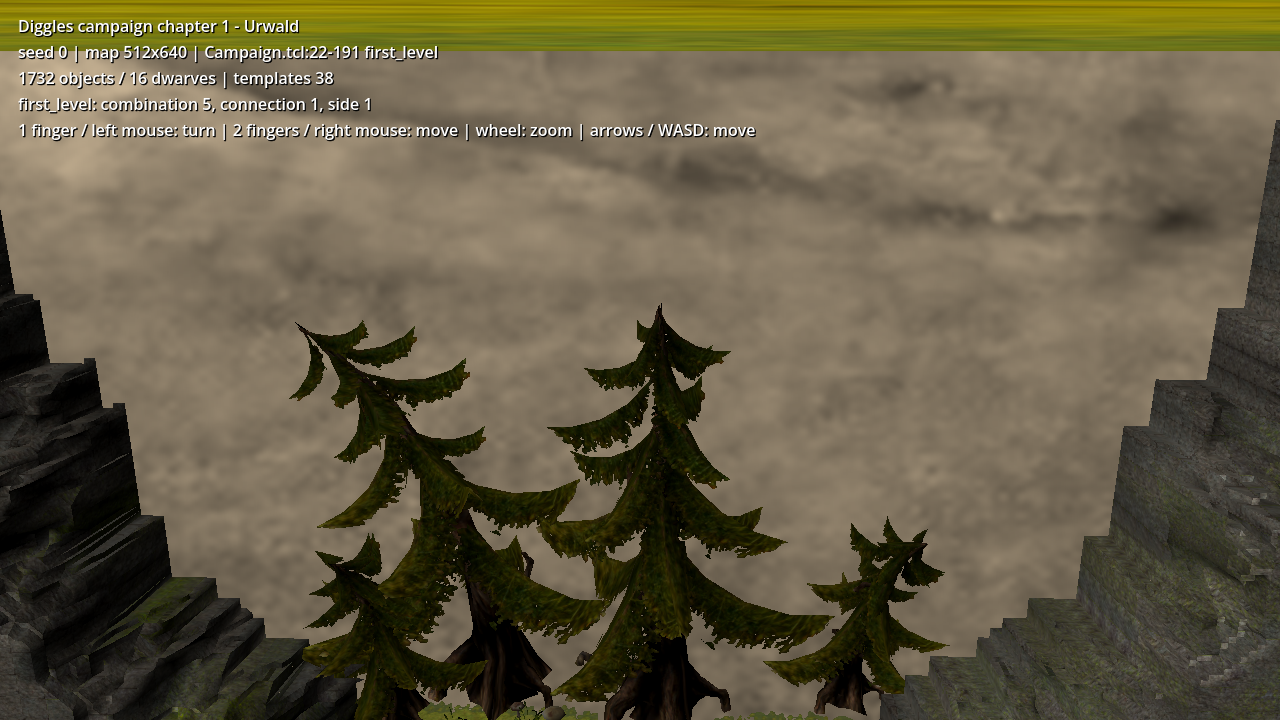 Diggles campaign chapter 1 - Urwald
seed 0 | map 512x640 | Campaign.tcl:22-191 first_level
1732 objects / 16 dwarves | templates 38
first_level: combination 5, connection 1, side 1
1 finger / left mouse: turn | 2 fingers / right mouse: move | wheel: zoom | arrows / WASD: move